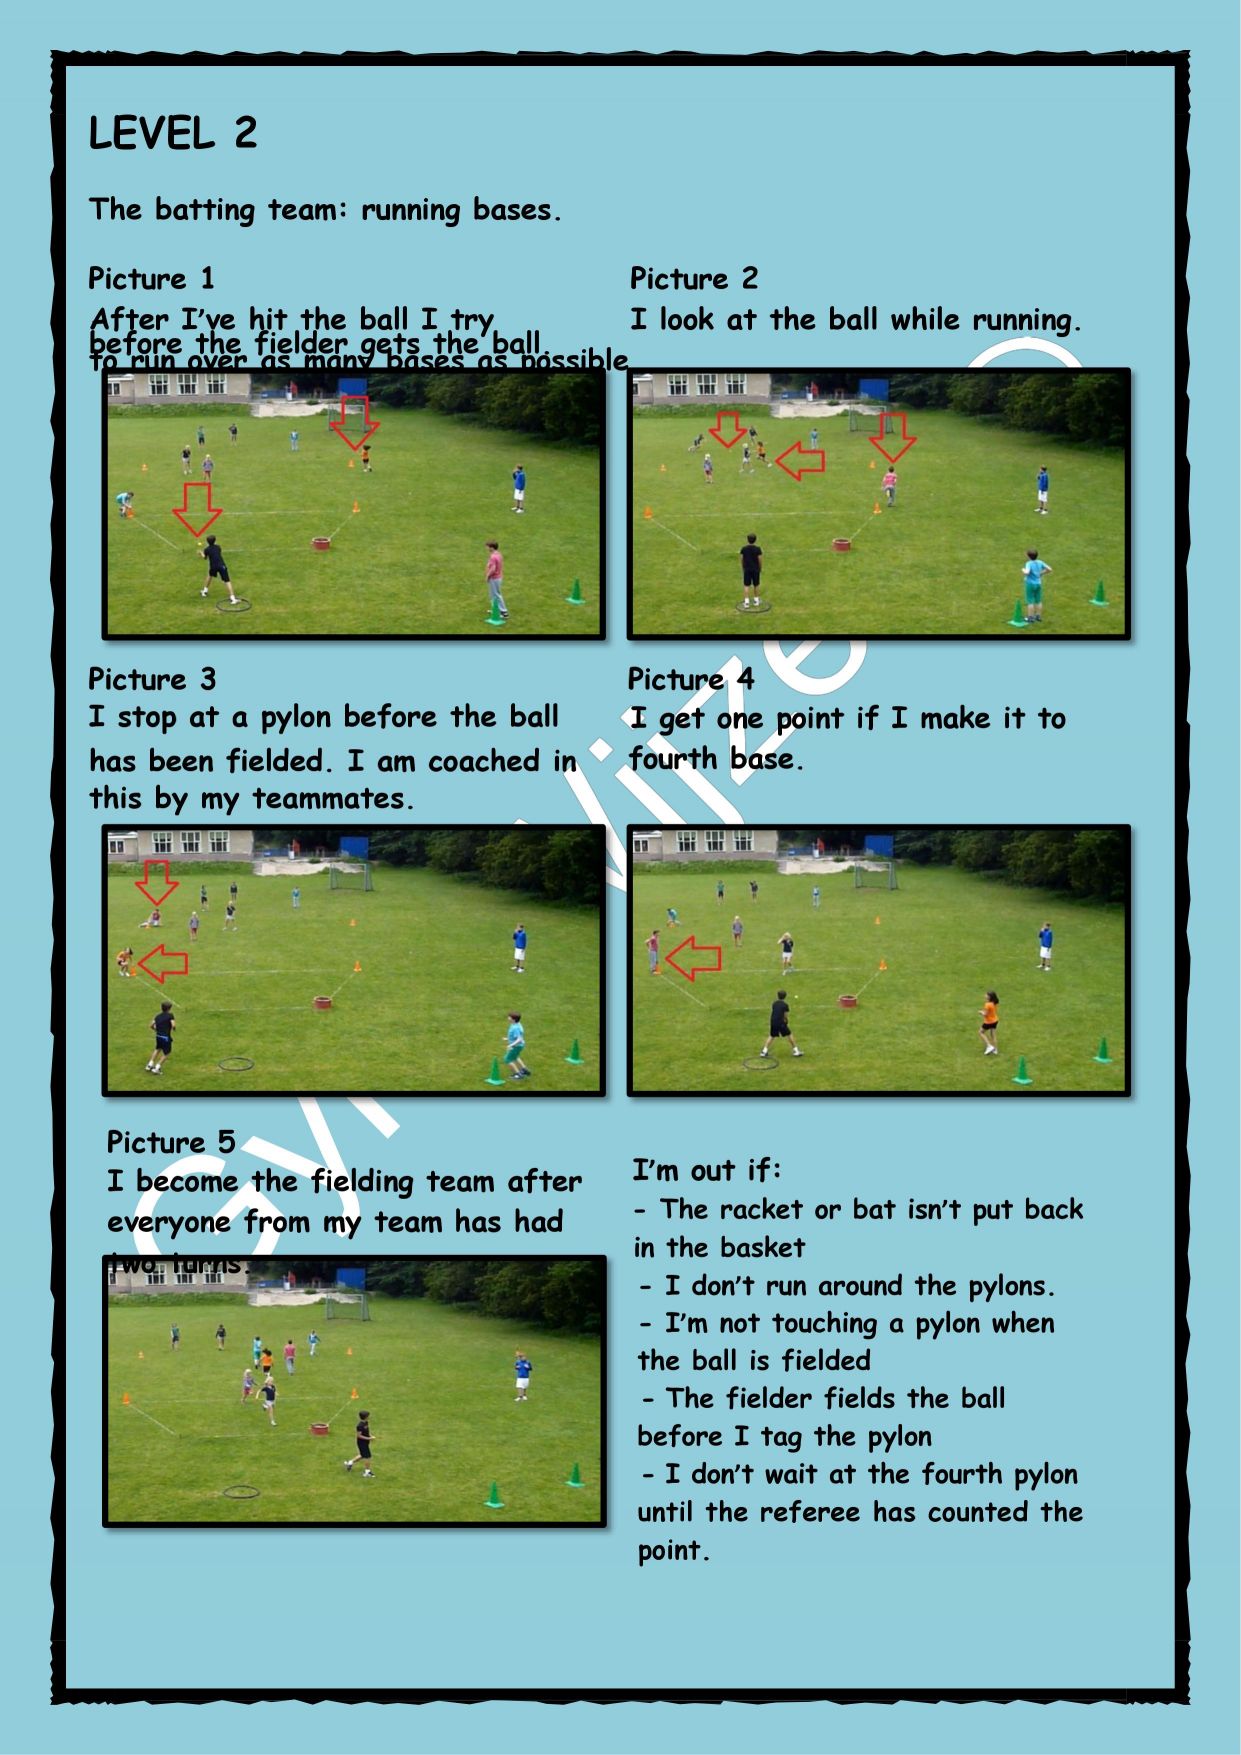 LEVEL 2
The batting team: running bases.
Picture 1
After I've hit the ball I try
to run over as many bases as possible
before the fielder gets the ball.
Picture 2
I look at the ball while running.
Picture 3
I stop at a pylon before the ball
has been fielded. I am coached in
this by my teammates.
Picture 4
I get one point if I make it to
fourth base.
Picture 5
I become the fielding team after
everyone from my team has had
two turns.
I'm out if:
- The racket or bat isn't put back
in the basket
- I don't run around the pylons.
- I'm not touching a pylon when
the ball is fielded
- The fielder fields the ball
before I tag the pylon
- I don't wait at the fourth pylon
until the referee has counted the
point.